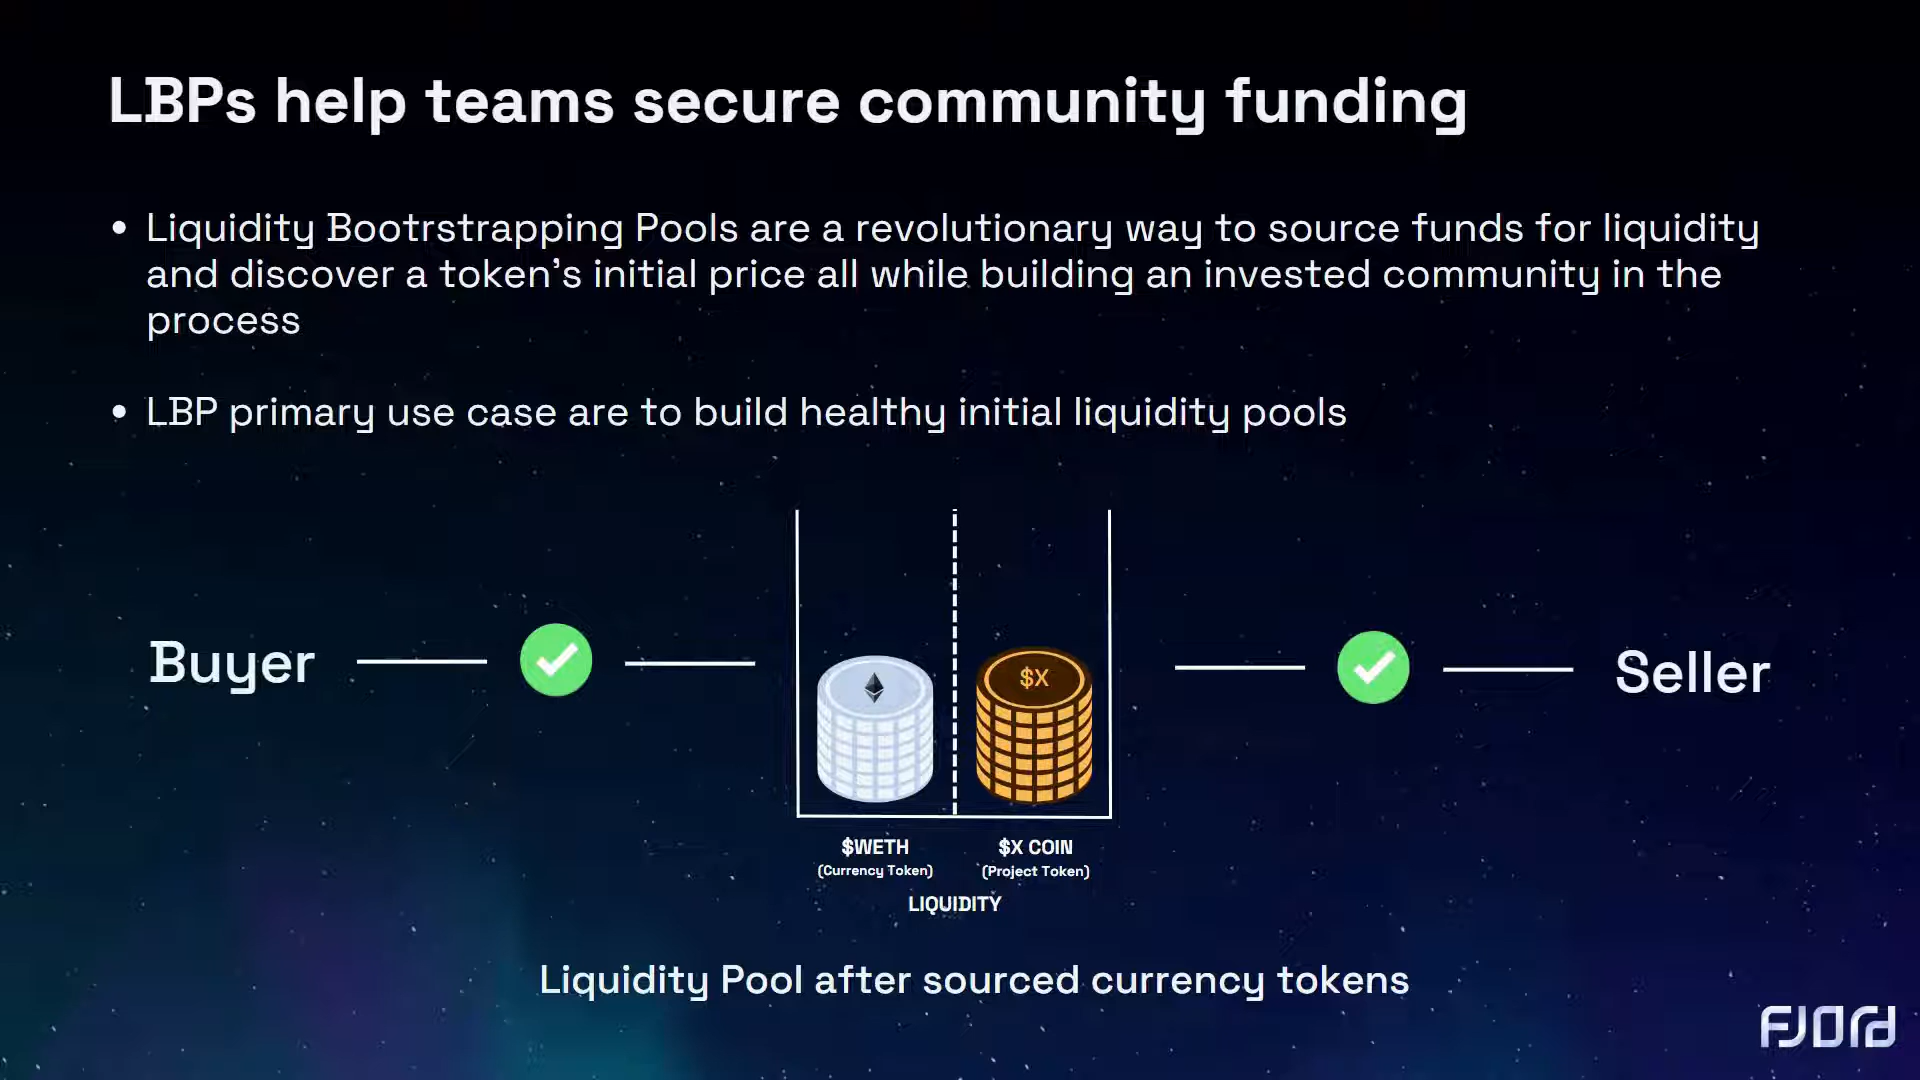 LBPs help teams secure community funding
• Liquidity Bootrstrapping Pools are a revolutionary way to source funds for liquidity
and discover a token's initial price all while building an invested community in the
process
• LBP primary use case are to build healthy initial liquidity pools
Buyer
$X
Seller
$WETH
(Currency Token)
$X COIN
(Project Token)
LIQUIDITY
Liquidity Pool after sourced currency tokens
FJORD